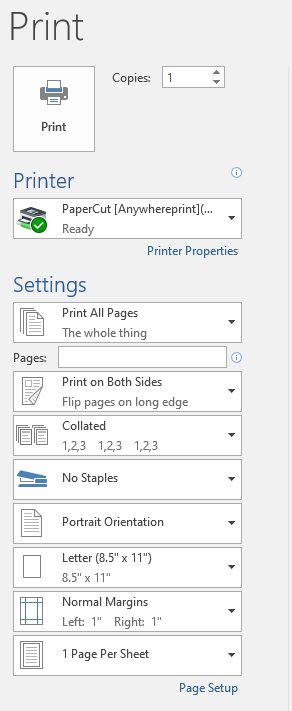 Print
Copies: 1
Print
Printer
PaperCut [Anywhereprint](...
Ready
Printer Properties
Settings
Print All Pages
The whole thing
Pages:
Print on Both Sides
Flip pages on long edge
Collated
1,2,3 1,2,3 1,2,3
No Staples
Portrait Orientation
Letter (8.5" x 11")
8.5" x 11"
Normal Margins
Left: 1" Right: 1"
1 Page Per Sheet
Page Setup